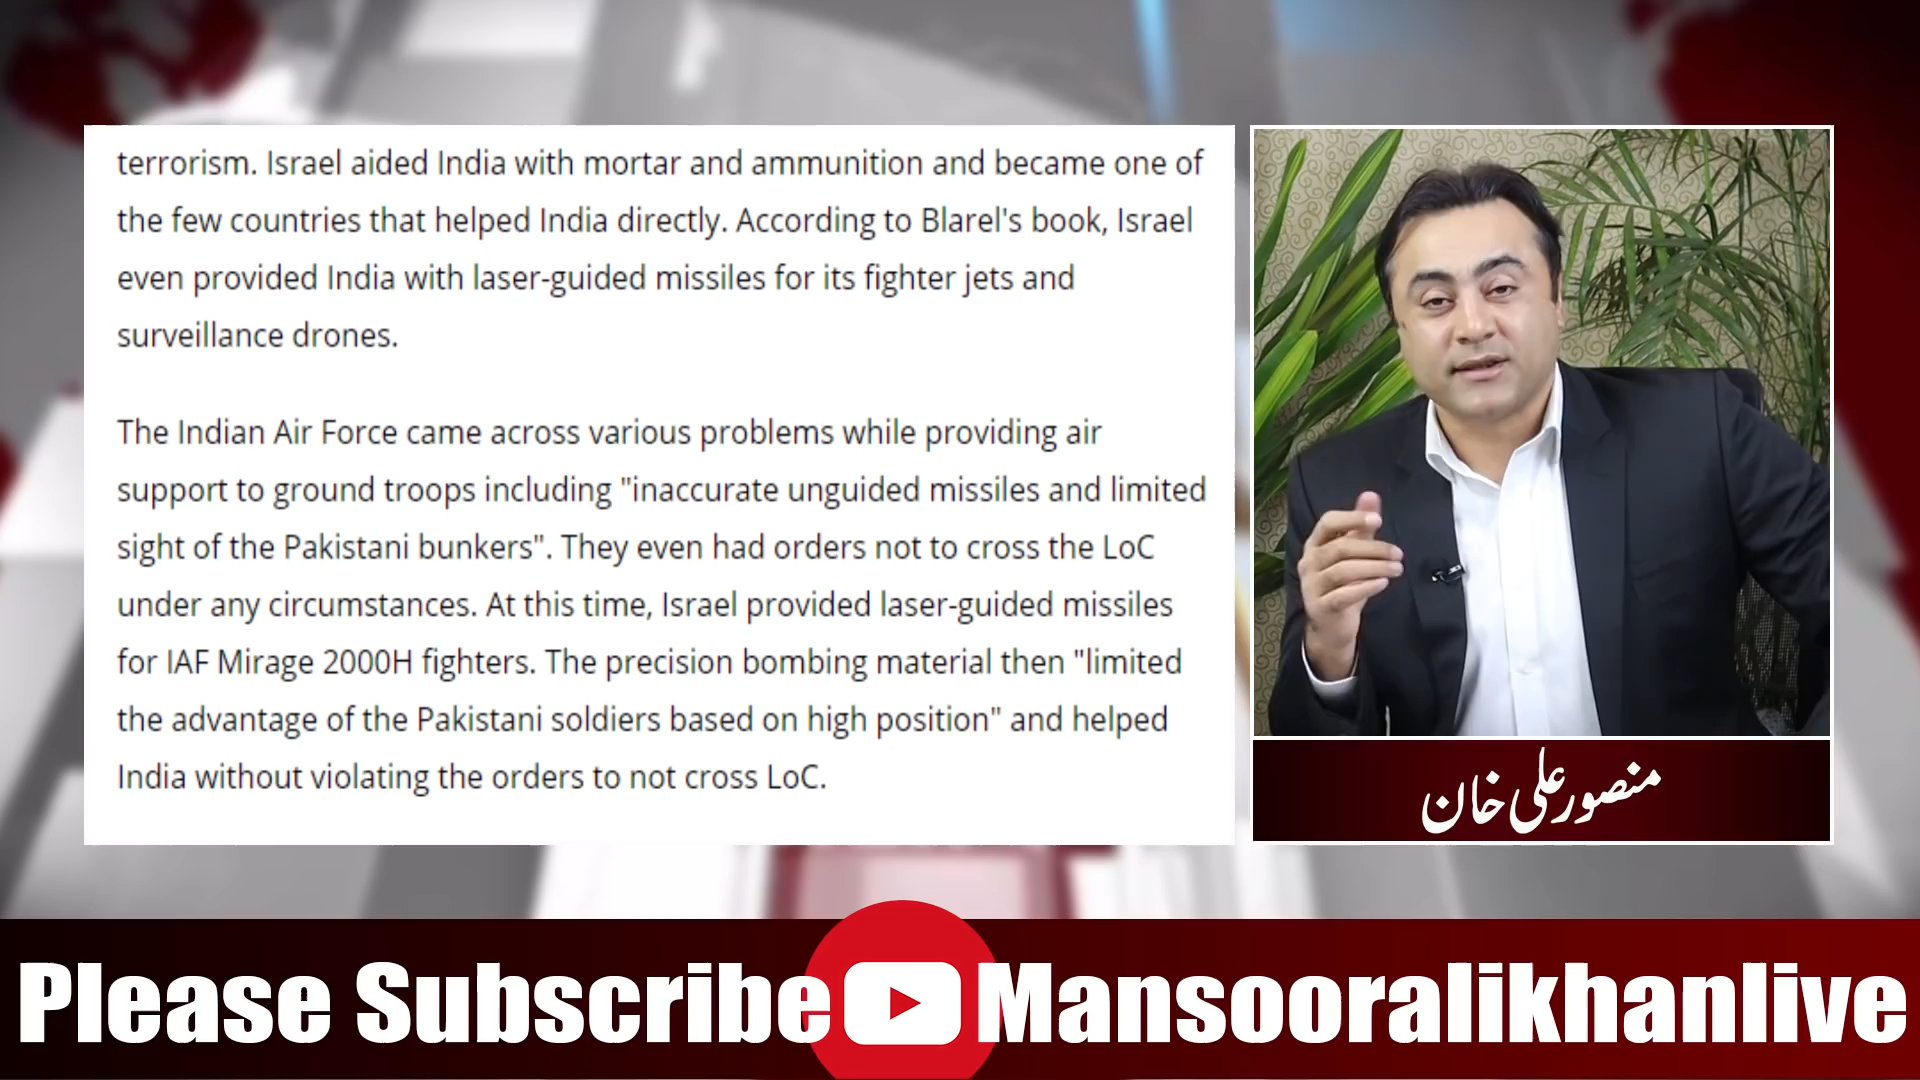 terrorism. Israel aided India with mortar and ammunition and became one of
the few countries that helped India directly. According to Blarel's book, Israel
even provided India with laser-guided missiles for its fighter jets and
surveillance drones.
The Indian Air Force came across various problems while providing air
support to ground troops including "inaccurate unguided missiles and limited
sight of the Pakistani bunkers". They even had orders not to cross the LoC
under any circumstances. At this time, Israel provided laser-guided missiles
for IAF Mirage 2000H fighters. The precision bombing material then "limited
the advantage of the Pakistani soldiers based on high position" and helped
India without violating the orders to not cross LoC.
منصور علی خان
Please Subscribe Mansooralikhanlive